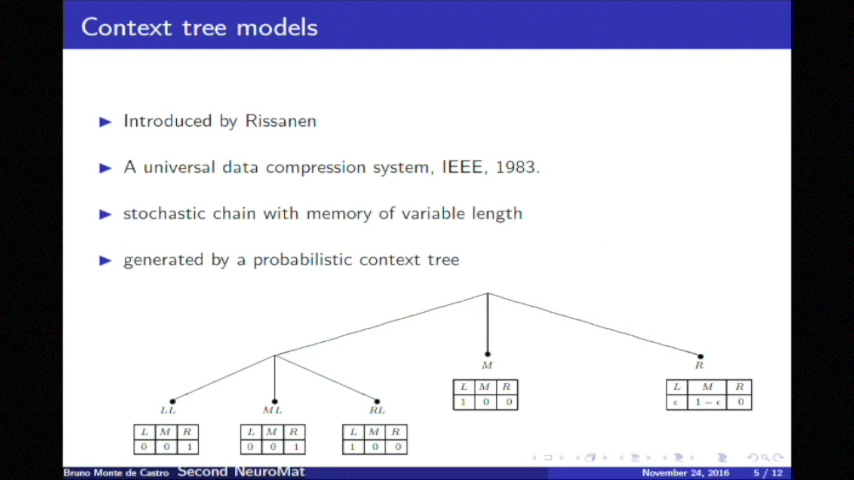 Context tree models
Introduced by Rissanen
A universal data compression system, IEEE, 1983.
stochastic chain with memory of variable length
generated by a probabilistic context tree
M
R
L M R
1 0 0
L M R
ϵ 1 − ϵ 0
LL
ML
RL
L M R
0 0 1
L M R
0 0 1
L M R
1 0 0
Bruno Monte de Castro Second NeuroMat November 24, 2016 5 / 12